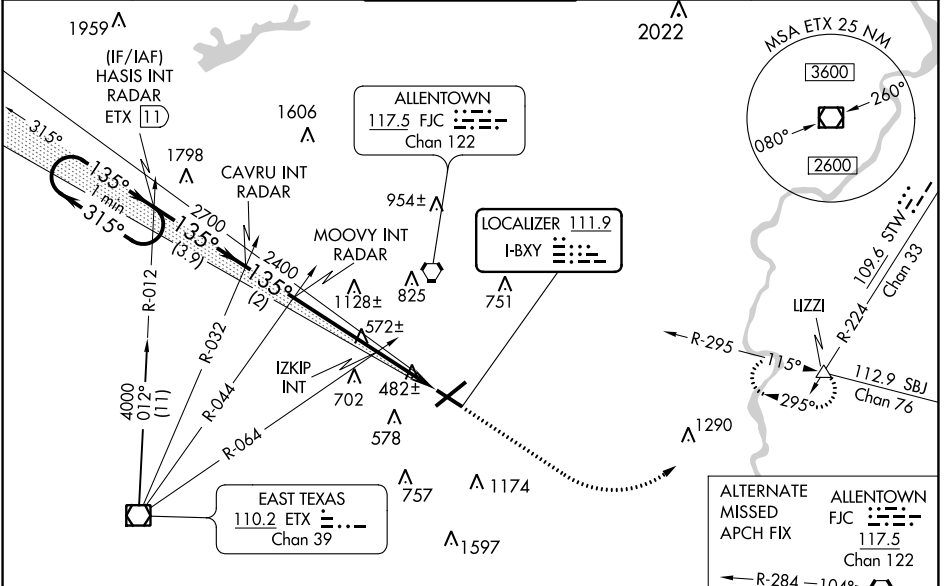 1959
2022
MSA ETX 25 NM
3600
260°
080°
2600
(IF/IAF)
HASIS INT
RADAR
ETX 11
1606
ALLENTOWN
117.5 FJC
Chan 122
315°
135°
1 min
315°
1798
CAVRU INT
RADAR
954±
2700
135°
(3.9)
MOOVY INT
RADAR
LOCALIZER 111.9
I-BXY
2400
135°
(2)
1128±
825
751
109.6 STW
Chan 33
R-224
LIZZI
R-012
R-032
R-044
R-064
572±
IZKIP
INT
702
482±
578
R-295
115°
295°
112.9 SBJ
Chan 76
4000
012°
(11)
1290
757
1174
1597
EAST TEXAS
110.2 ETX
Chan 39
ALTERNATE
MISSED
APCH FIX
ALLENTOWN
FJC
117.5
Chan 122
R-284
104°